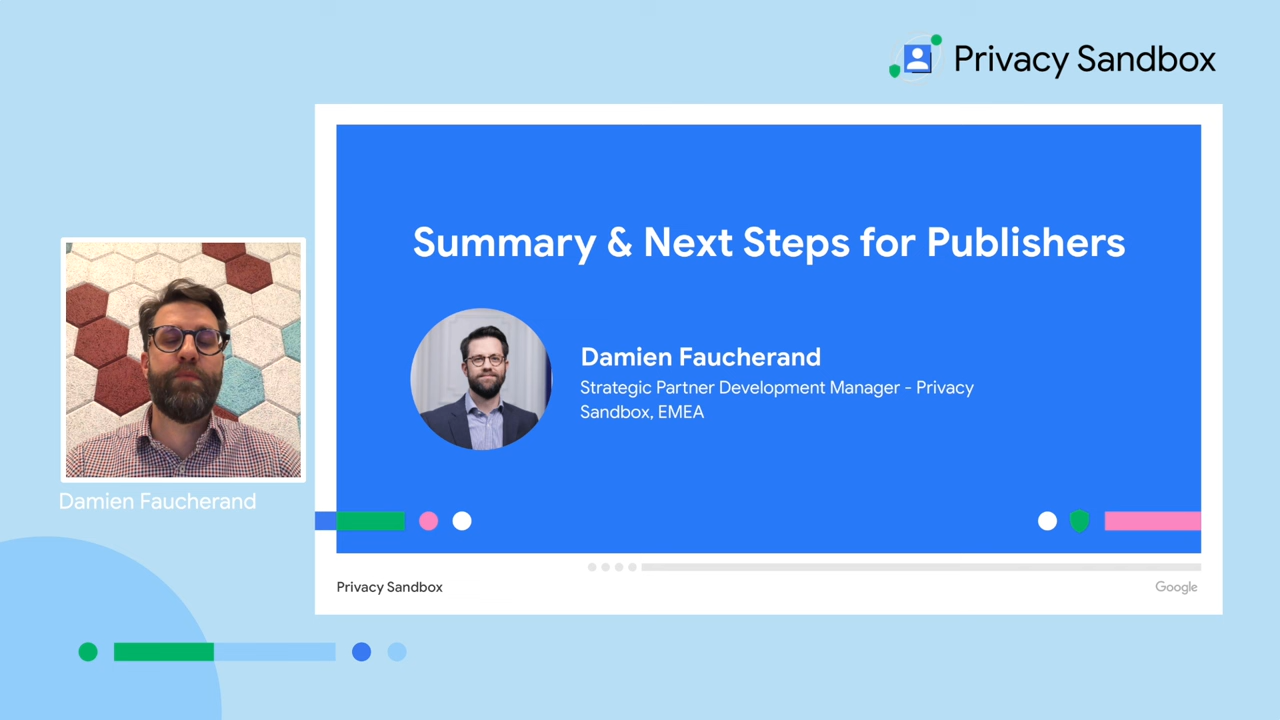 Privacy Sandbox
Summary & Next Steps for Publishers
Damien Faucherand
Strategic Partner Development Manager - Privacy
Sandbox, EMEA
Damien Faucherand
Privacy Sandbox
Google